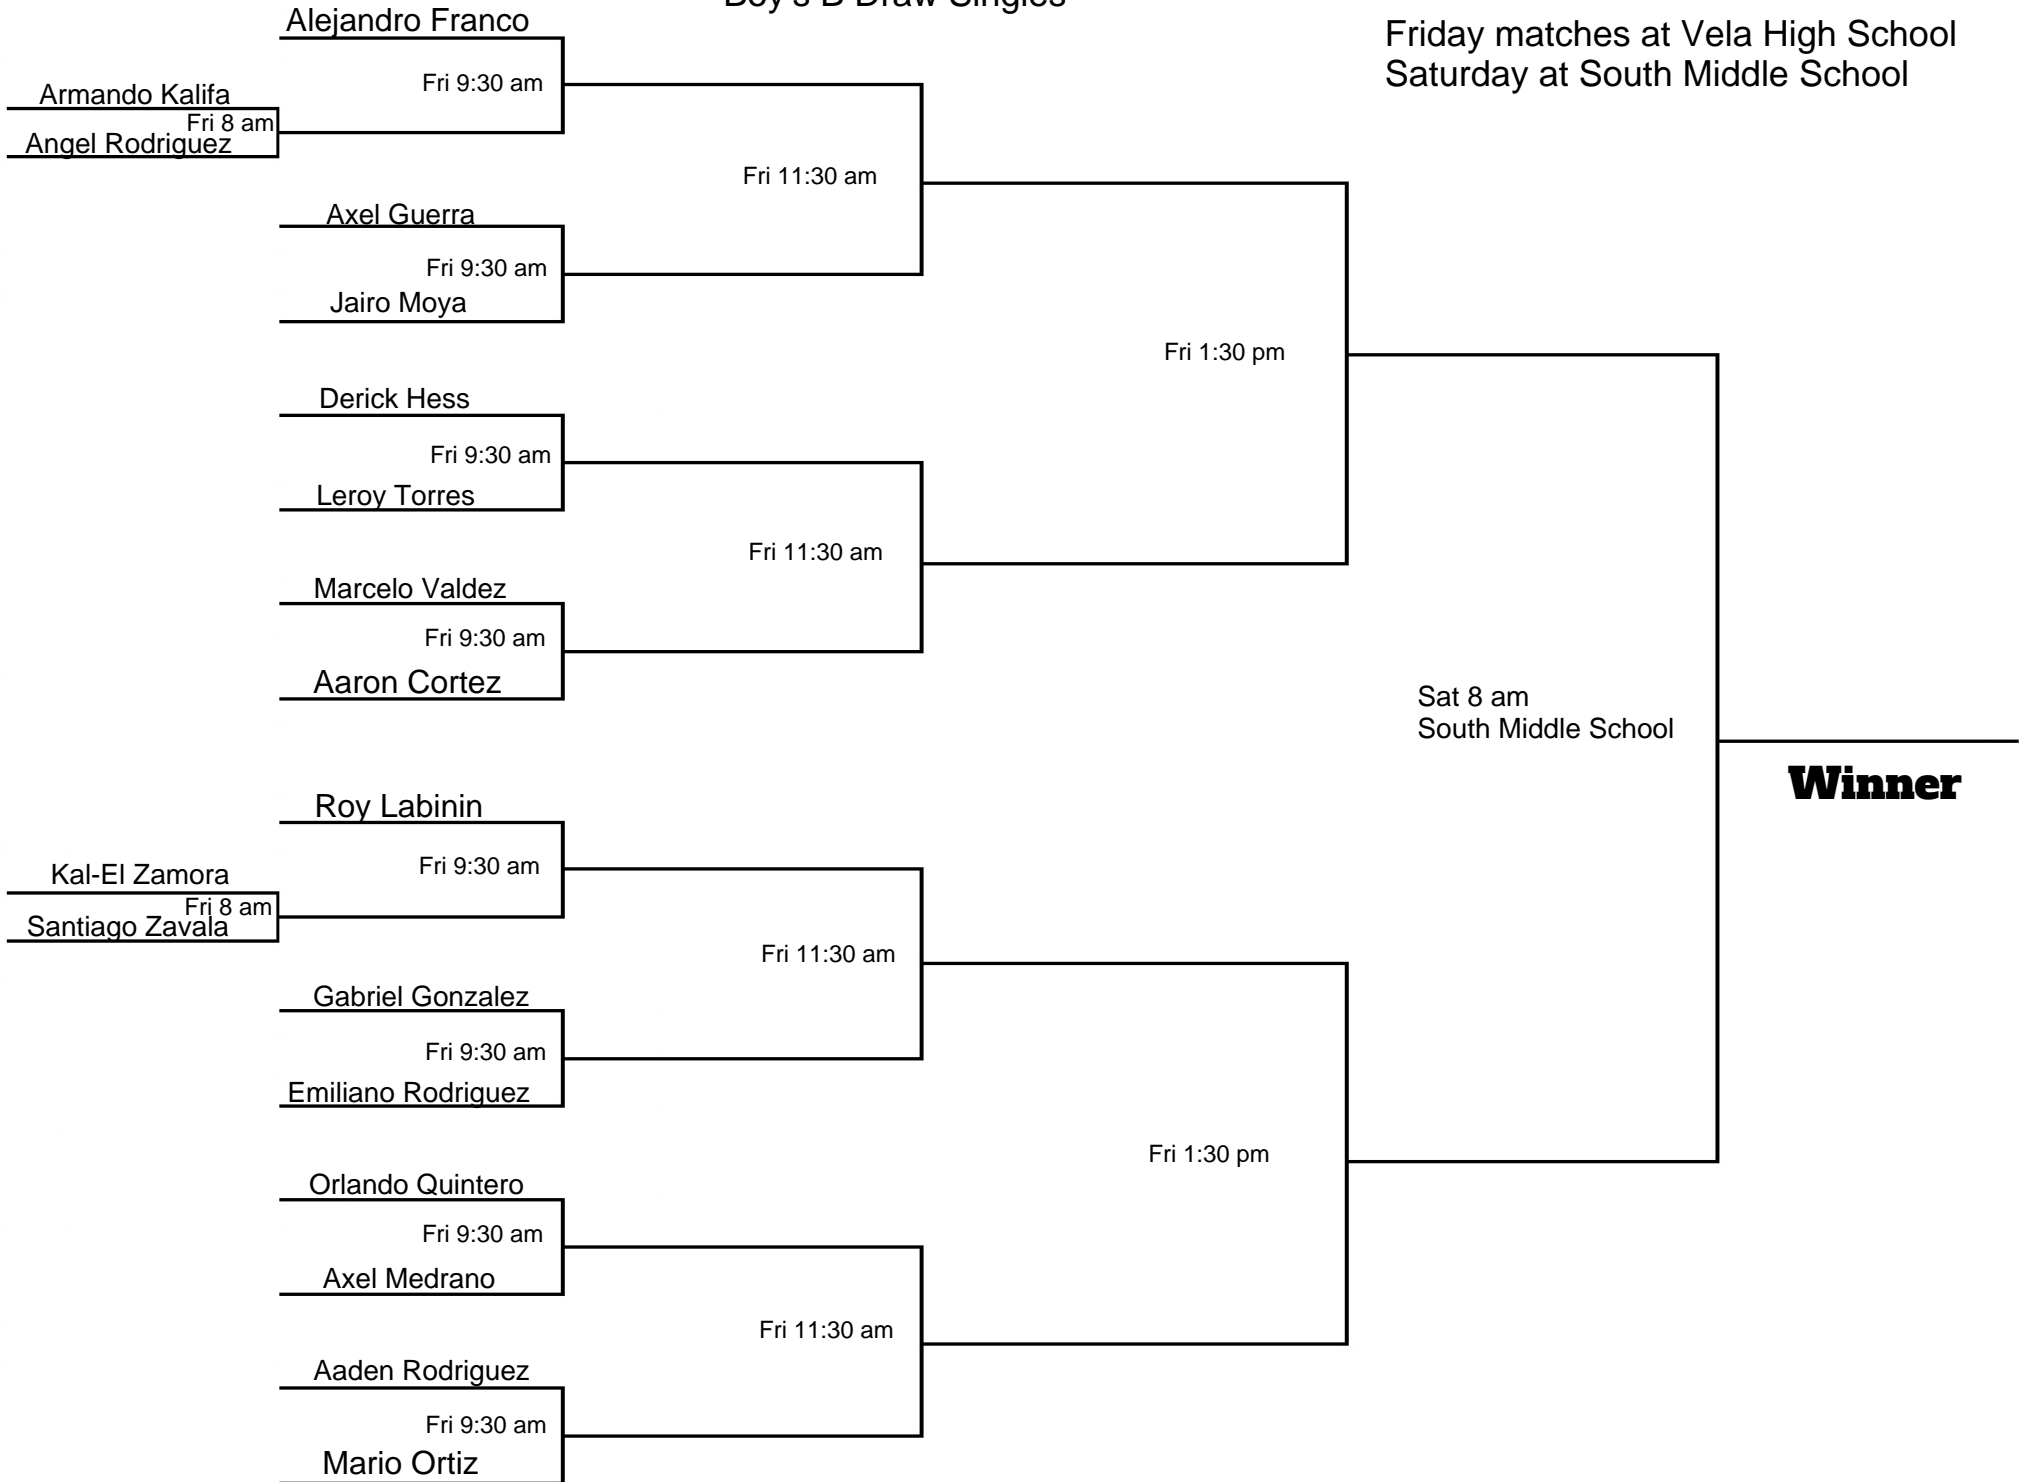 Boy's B Draw Singles
Friday matches at Vela High School
Saturday at South Middle School
Alejandro Franco
Fri 9:30 am
Armando Kalifa
Fri 8 am
Angel Rodriguez
Fri 11:30 am
Axel Guerra
Fri 9:30 am
Jairo Moya
Fri 1:30 pm
Derick Hess
Fri 9:30 am
Leroy Torres
Fri 11:30 am
Marcelo Valdez
Fri 9:30 am
Aaron Cortez
Sat 8 am
South Middle School
Winner
Roy Labinin
Fri 9:30 am
Kal-El Zamora
Fri 8 am
Santiago Zavala
Fri 11:30 am
Gabriel Gonzalez
Fri 9:30 am
Emiliano Rodriguez
Fri 1:30 pm
Orlando Quintero
Fri 9:30 am
Axel Medrano
Fri 11:30 am
Aaden Rodriguez
Fri 9:30 am
Mario Ortiz